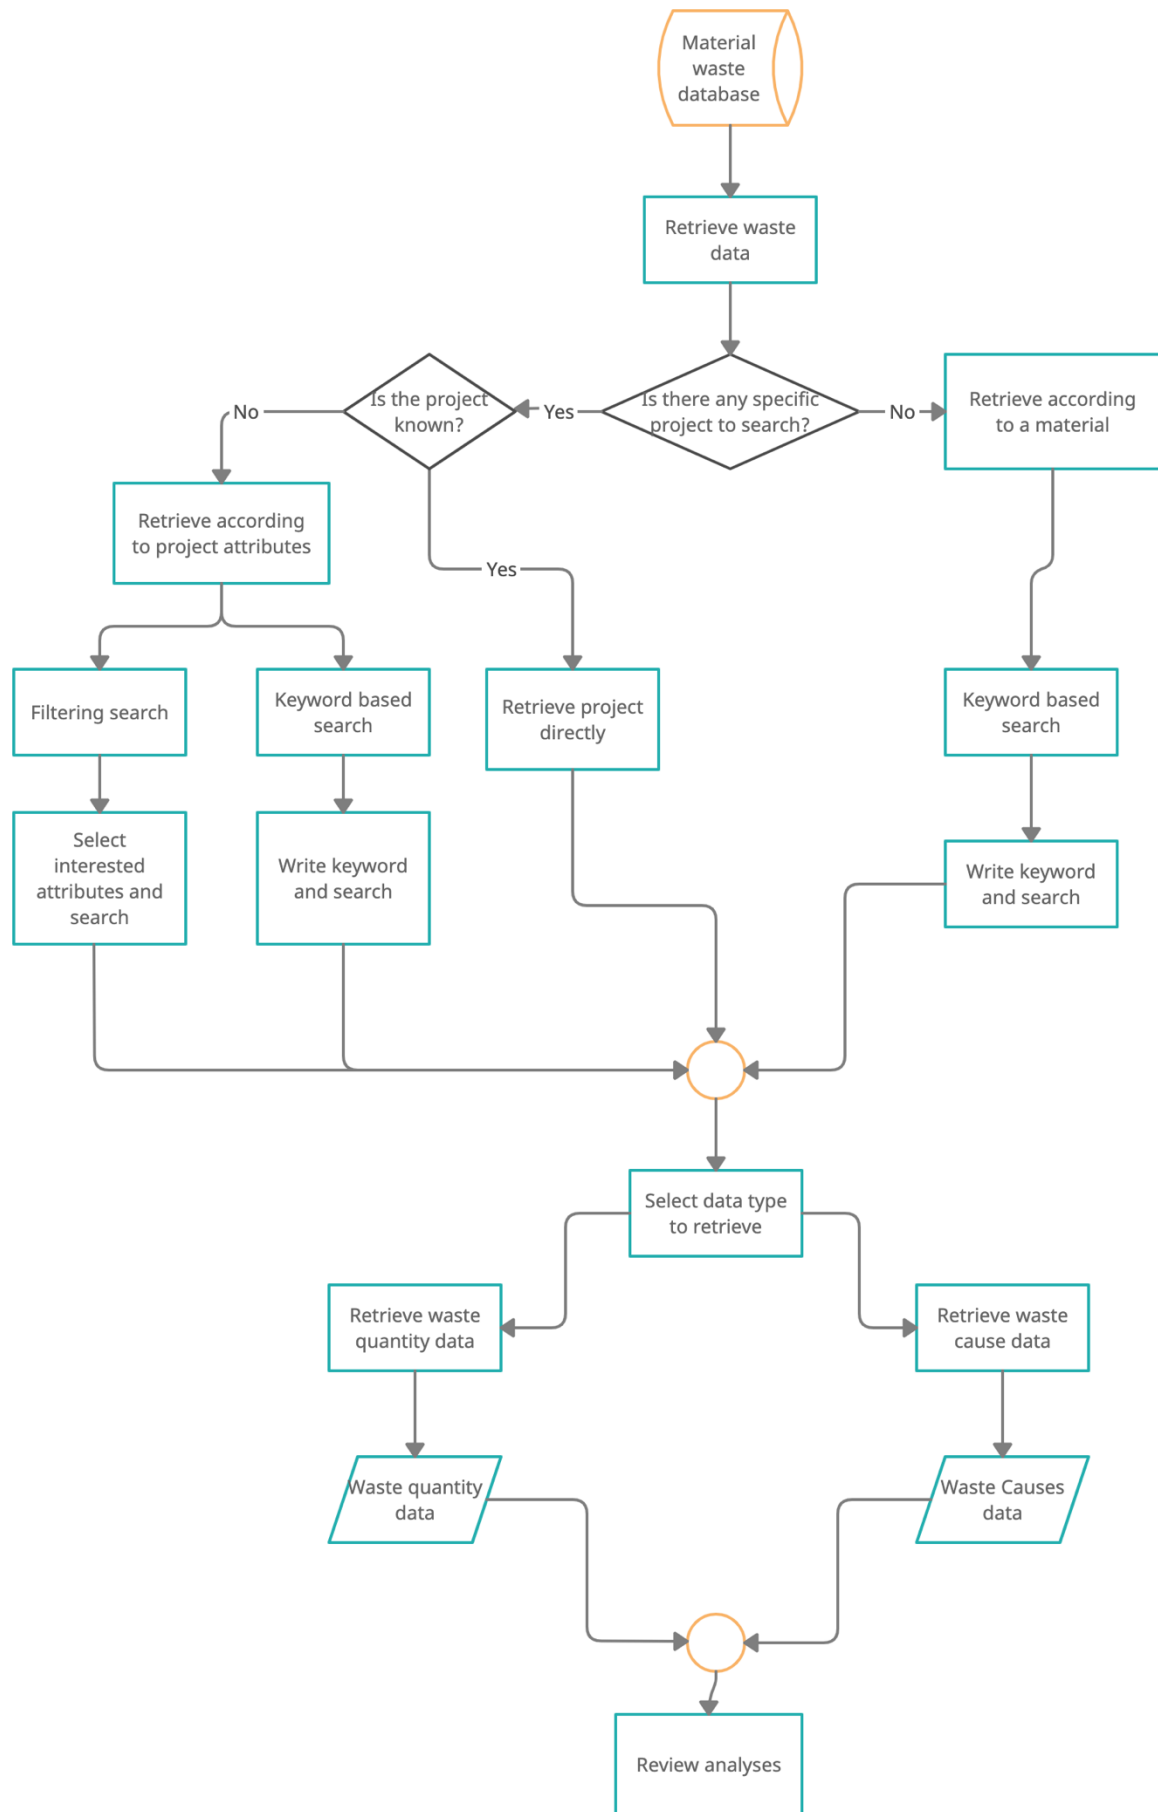 Material
waste
database
Retrieve waste
data
Is the project
known?
Is there any specific
project to search?
Retrieve according
to a material
No
Yes
No
Retrieve according
to project attributes
Yes
Filtering search
Keyword based
search
Retrieve project
directly
Keyword based
search
Select
interested
attributes and
search
Write keyword
and search
Write keyword
and search
Select data type
to retrieve
Retrieve waste
quantity data
Retrieve waste
cause data
Waste quantity
data
Waste Causes
data
Review analyses